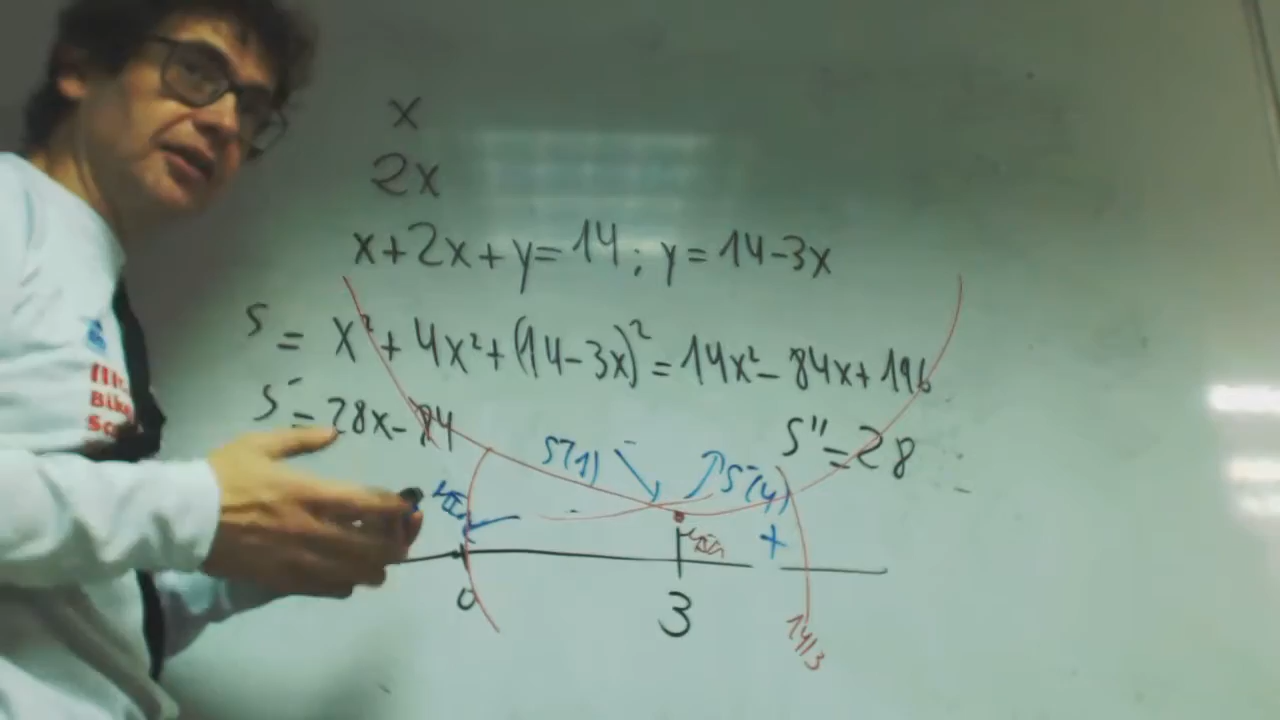 x
2x
x+2x+y=14; y=14-3x
S = x²+4x²+(14-3x)²=14x²-84x+196
S'=28x-84
S''=28
S'(1) -
S'(4)
+
0
3
14/3